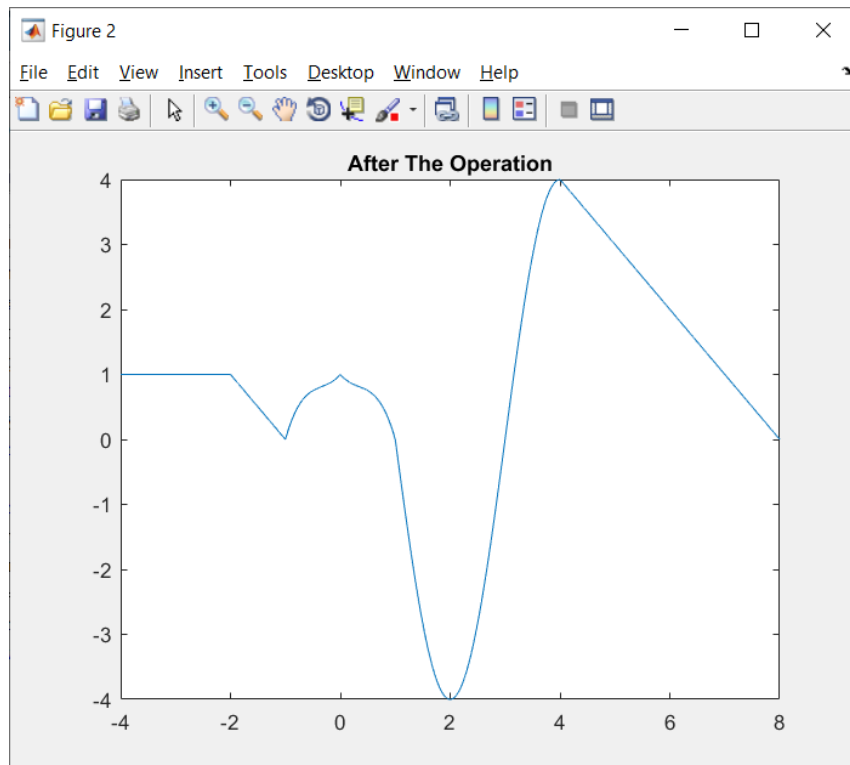 Figure 2
File Edit View Insert Tools Desktop Window Help
After The Operation
4
3
2
1
0
-1
-2
-3
-4
-4 -2 0 2 4 6 8